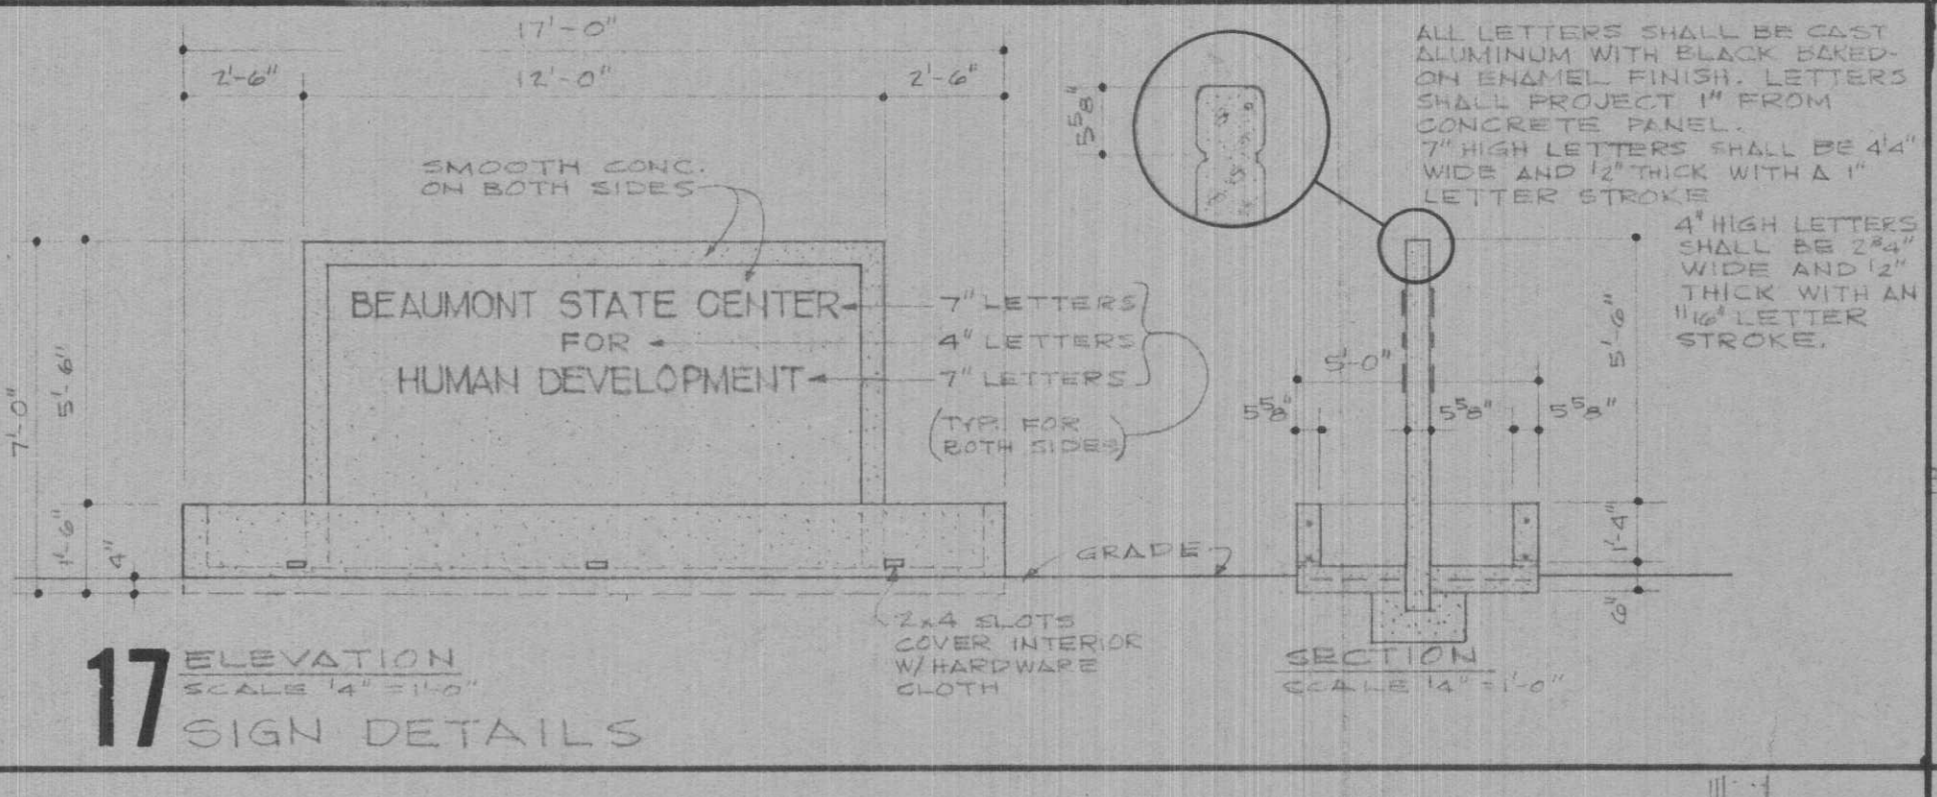 17'-0"
2'-6" 12'-0" 2'-6"
SMOOTH CONC.
ON BOTH SIDES
BEAUMONT STATE CENTER
FOR
HUMAN DEVELOPMENT
7" LETTERS
4" LETTERS
7" LETTERS
(TYP. FOR
BOTH SIDES)
7'-0"
5'-6"
1'-6"
4"
GRADE
2x4 SLOTS
COVER INTERIOR
W/ HARDWARE
CLOTH
17 ELEVATION
SCALE 1/4" = 1'-0"
SIGN DETAILS
5 5/8"
ALL LETTERS SHALL BE CAST
ALUMINUM WITH BLACK BAKED-
ON ENAMEL FINISH. LETTERS
SHALL PROJECT 1" FROM
CONCRETE PANEL.
7" HIGH LETTERS SHALL BE 4 1/4"
WIDE AND 1/2" THICK WITH A 1"
LETTER STROKE
4" HIGH LETTERS
SHALL BE 2 3/4"
WIDE AND 1/2"
THICK WITH AN
11/16" LETTER
STROKE.
5'-0"
5 5/8" 5 5/8" 5 5/8"
5'-6"
1'-4"
6"
SECTION
SCALE 1/4" = 1'-0"